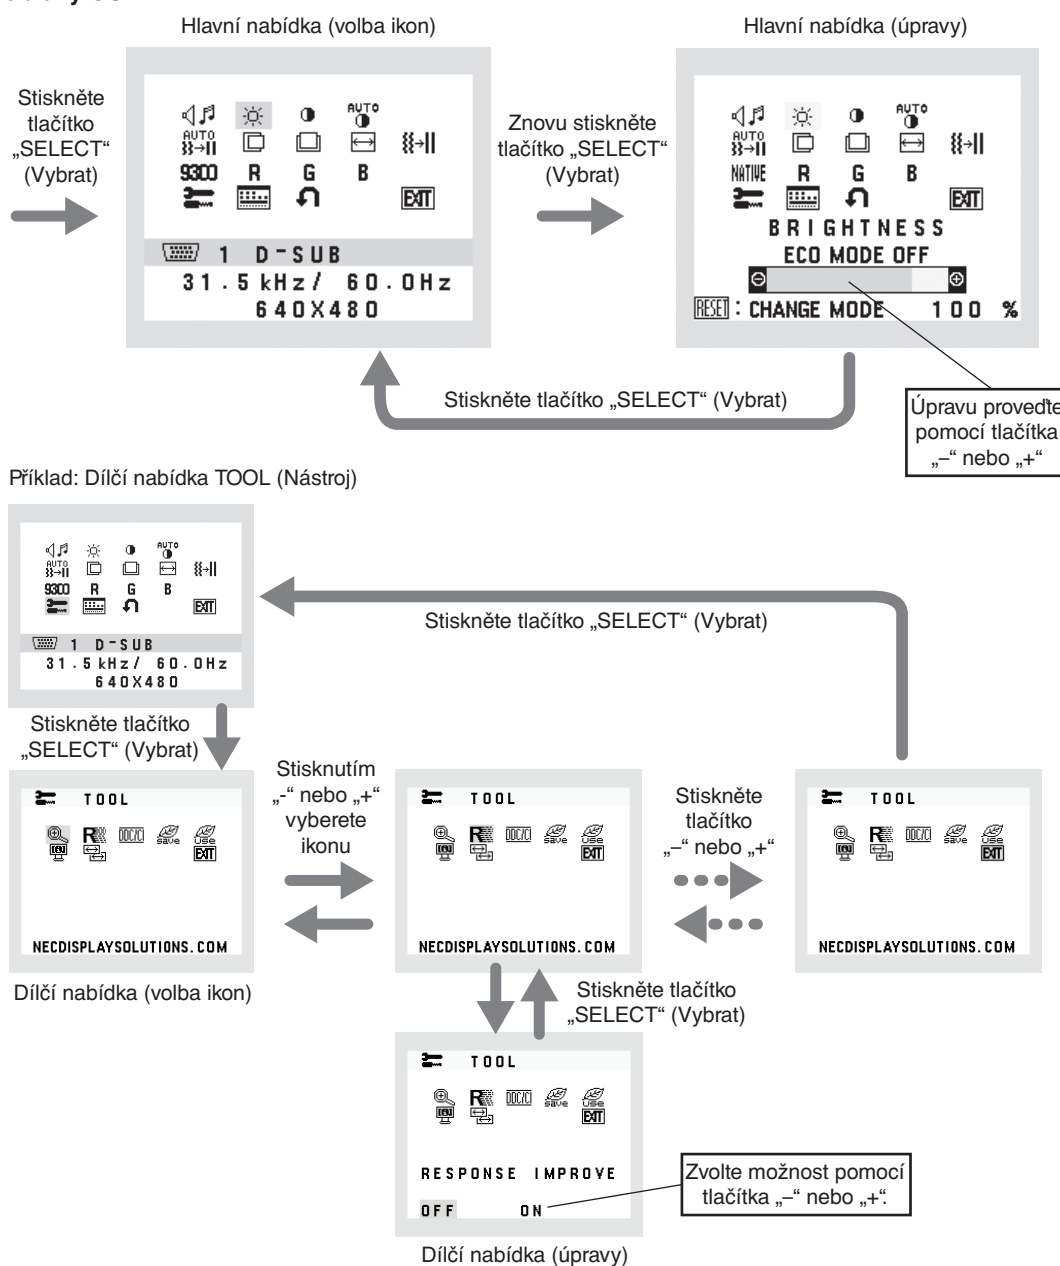 Hlavní nabídka (volba ikon)
Hlavní nabídka (úpravy)
Stiskněte
tlačítko
„SELECT“
(Vybrat)
AUTO
AUTO
9300 R G B
EXIT
1 D-SUB
31.5 kHz/ 60.0Hz
640X480
Znovu stiskněte
tlačítko „SELECT“
(Vybrat)
AUTO
AUTO
NATIVE R G B
EXIT
BRIGHTNESS
ECO MODE OFF
RESET : CHANGE MODE 100 %
Stiskněte tlačítko „SELECT“ (Vybrat)
Úpravu proveďte
pomocí tlačítka
„–“ nebo „+“
Příklad: Dílčí nabídka TOOL (Nástroj)
AUTO
AUTO
9300 R G B
EXIT
1 D-SUB
31.5 kHz/ 60.0Hz
640X480
Stiskněte tlačítko „SELECT“ (Vybrat)
Stiskněte tlačítko
„SELECT“ (Vybrat)
TOOL
R DDC/CI save use
EXIT
NECDISPLAYSOLUTIONS.COM
Dílčí nabídka (volba ikon)
Stisknutím
„-“ nebo „+“
vyberete
ikonu
TOOL
R DDC/CI save use
EXIT
NECDISPLAYSOLUTIONS.COM
Stiskněte
tlačítko
„–“ nebo „+“
TOOL
R DDC/CI save use
EXIT
NECDISPLAYSOLUTIONS.COM
Stiskněte tlačítko
„SELECT“ (Vybrat)
TOOL
R DDC/CI save use
EXIT
RESPONSE IMPROVE
OFF ON
Zvolte možnost pomocí
tlačítka „–“ nebo „+“.
Dílčí nabídka (úpravy)